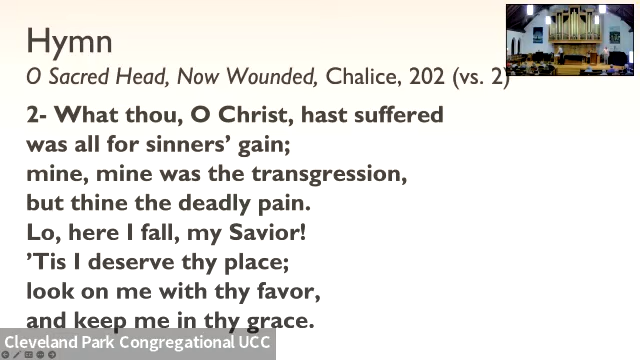 Hymn
O Sacred Head, Now Wounded, Chalice, 202 (vs. 2)
2- What thou, O Christ, hast suffered
was all for sinners’ gain;
mine, mine was the transgression,
but thine the deadly pain.
Lo, here I fall, my Savior!
’Tis I deserve thy place;
look on me with thy favor,
and keep me in thy grace.
Cleveland Park Congregational UCC